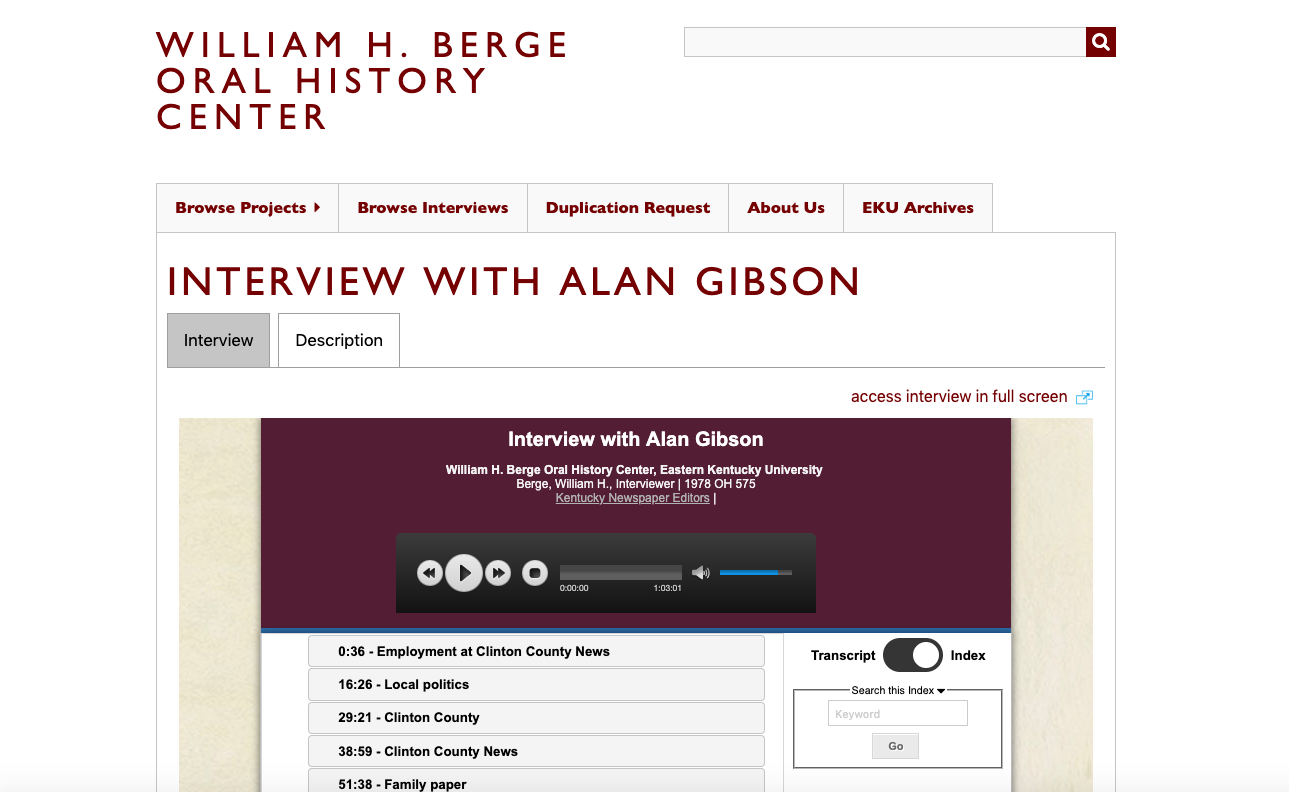 WILLIAM H. BERGE
ORAL HISTORY
CENTER
Browse Projects
Browse Interviews
Duplication Request
About Us
EKU Archives
INTERVIEW WITH ALAN GIBSON
Interview
Description
access interview in full screen
Interview with Alan Gibson
William H. Berge Oral History Center, Eastern Kentucky University
Berge, William H., Interviewer | 1978 OH 575
Kentucky Newspaper Editors |
0:00:00
1:03:01
0:36 - Employment at Clinton County News
16:26 - Local politics
29:21 - Clinton County
38:59 - Clinton County News
51:38 - Family paper
Transcript
Index
Search this Index
Keyword
Go